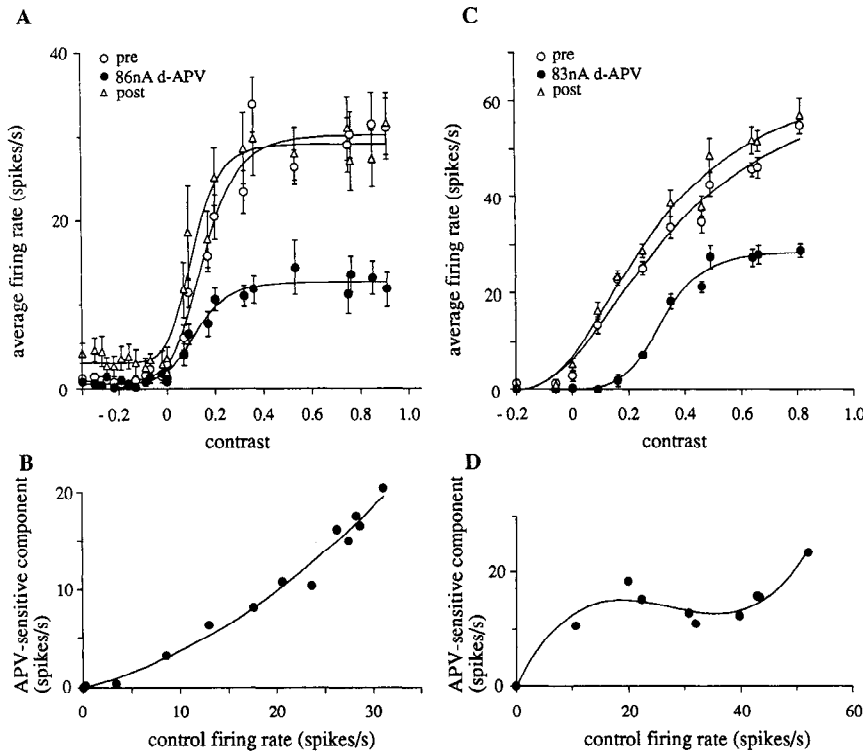 A
pre
86nA d-APV
post
average firing rate (spikes/s)
40
20
0
- 0.2
0
0.2
0.4
0.6
0.8
1.0
contrast
C
pre
83nA d-APV
post
average firing rate (spikes/s)
60
40
20
0
-0.2
0
0.2
0.4
0.6
0.8
1.0
contrast
B
APV-sensitive component
(spikes/s)
20
10
0
0
10
20
30
control firing rate (spikes/s)
D
APV-sensitive component
(spikes/s)
20
0
0
20
40
60
control firing rate (spikes/s)